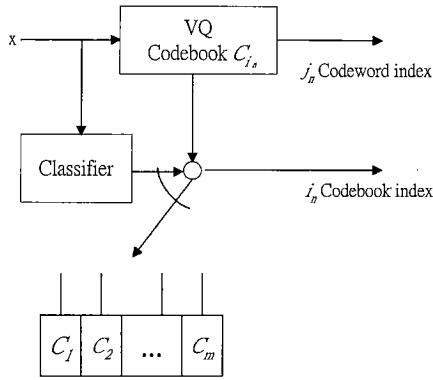 VQ
Codebook C_{i_n}
x
j_n Codeword index
Classifier
i_n Codebook index
C_1 C_2 ... C_m